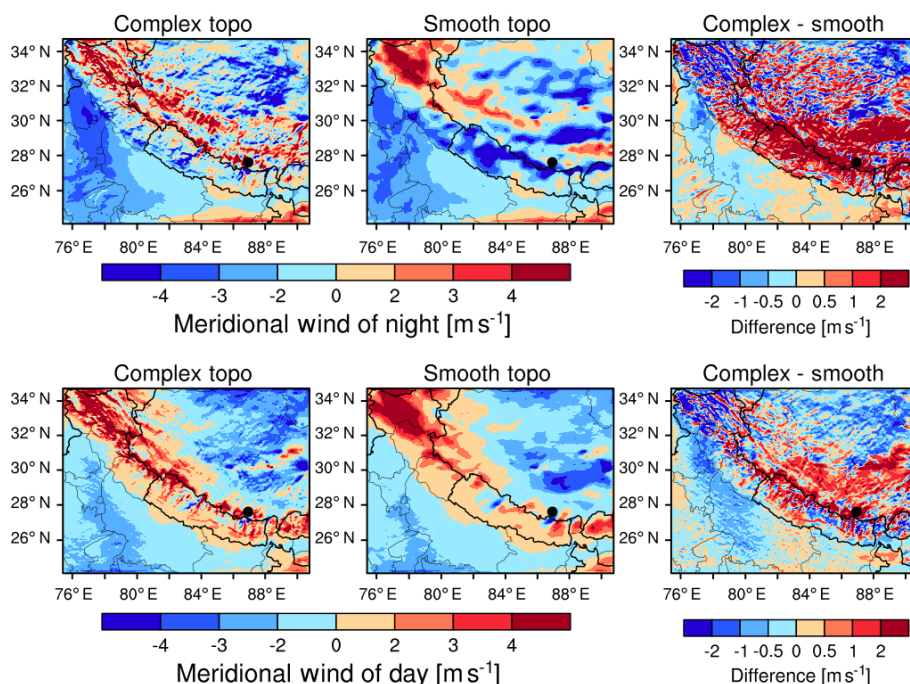 Complex topo Smooth topo Complex - smooth
34° N 34° N 34° N
32° N 32° N 32° N
30° N 30° N 30° N
28° N 28° N 28° N
26° N 26° N 26° N
76° E 80° E 84° E 88° E 76° E 80° E 84° E 88° E 76° E 80° E 84° E 88° E
-4 -3 -2 0 2 3 4
-2 -1 -0.5 0 0.5 1 2
Meridional wind of night [m s-1]
Difference [m s-1]
Complex topo Smooth topo Complex - smooth
34° N 34° N 34° N
32° N 32° N 32° N
30° N 30° N 30° N
28° N 28° N 28° N
26° N 26° N 26° N
76° E 80° E 84° E 88° E 76° E 80° E 84° E 88° E 76° E 80° E 84° E 88° E
-4 -3 -2 0 2 3 4
-2 -1 -0.5 0 0.5 1 2
Meridional wind of day [m s-1]
Difference [m s-1]